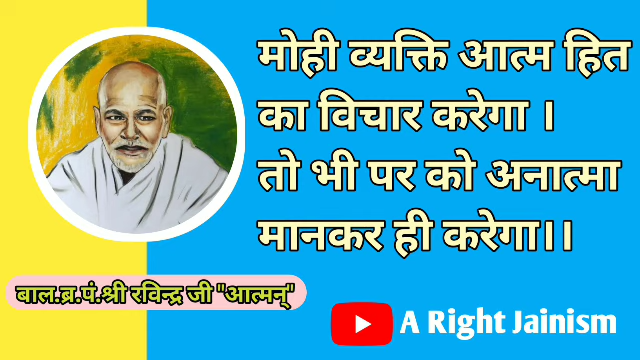 मोही व्यक्ति आत्म हित
का विचार करेगा ।
तो भी पर को अनात्मा
मानकर ही करेगा।।
बाल.ब्र.पं.श्री रविन्द्र जी "आत्मन्"
A Right Jainism